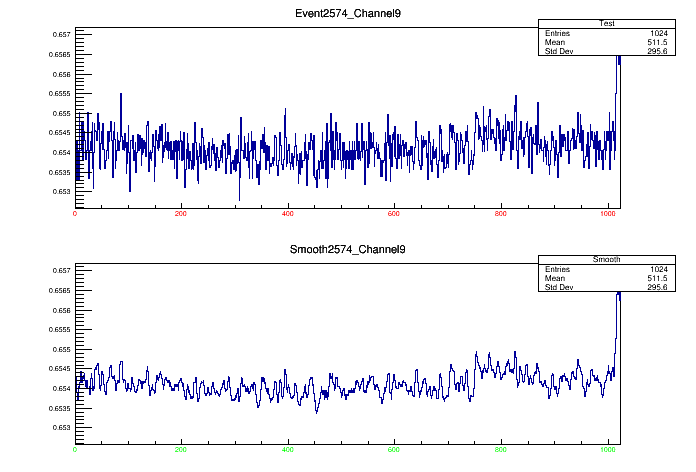 Event2574_Channel9
Test
Entries 1024
Mean 511.5
Std Dev 295.6
0.657
0.6565
0.656
0.6555
0.655
0.6545
0.654
0.6535
0.653
0 200 400 600 800 1000
Smooth2574_Channel9
Smooth
Entries 1024
Mean 511.5
Std Dev 295.6
0.657
0.6565
0.656
0.6555
0.655
0.6545
0.654
0.6535
0.653
0 200 400 600 800 1000